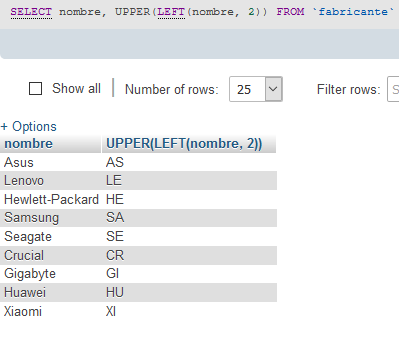 SELECT nombre, UPPER(LEFT(nombre, 2)) FROM `fabricante`
Show all Number of rows: 25 Filter rows: S
+ Options
nombre UPPER(LEFT(nombre, 2))
Asus AS
Lenovo LE
Hewlett-Packard HE
Samsung SA
Seagate SE
Crucial CR
Gigabyte GI
Huawei HU
Xiaomi XI